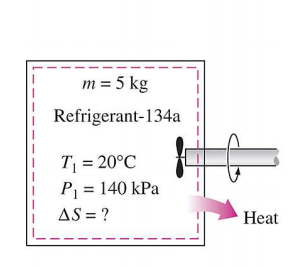 m = 5 kg
Refrigerant-134a
T₁ = 20°C
P₁ = 140 kPa
ΔS = ?
Heat